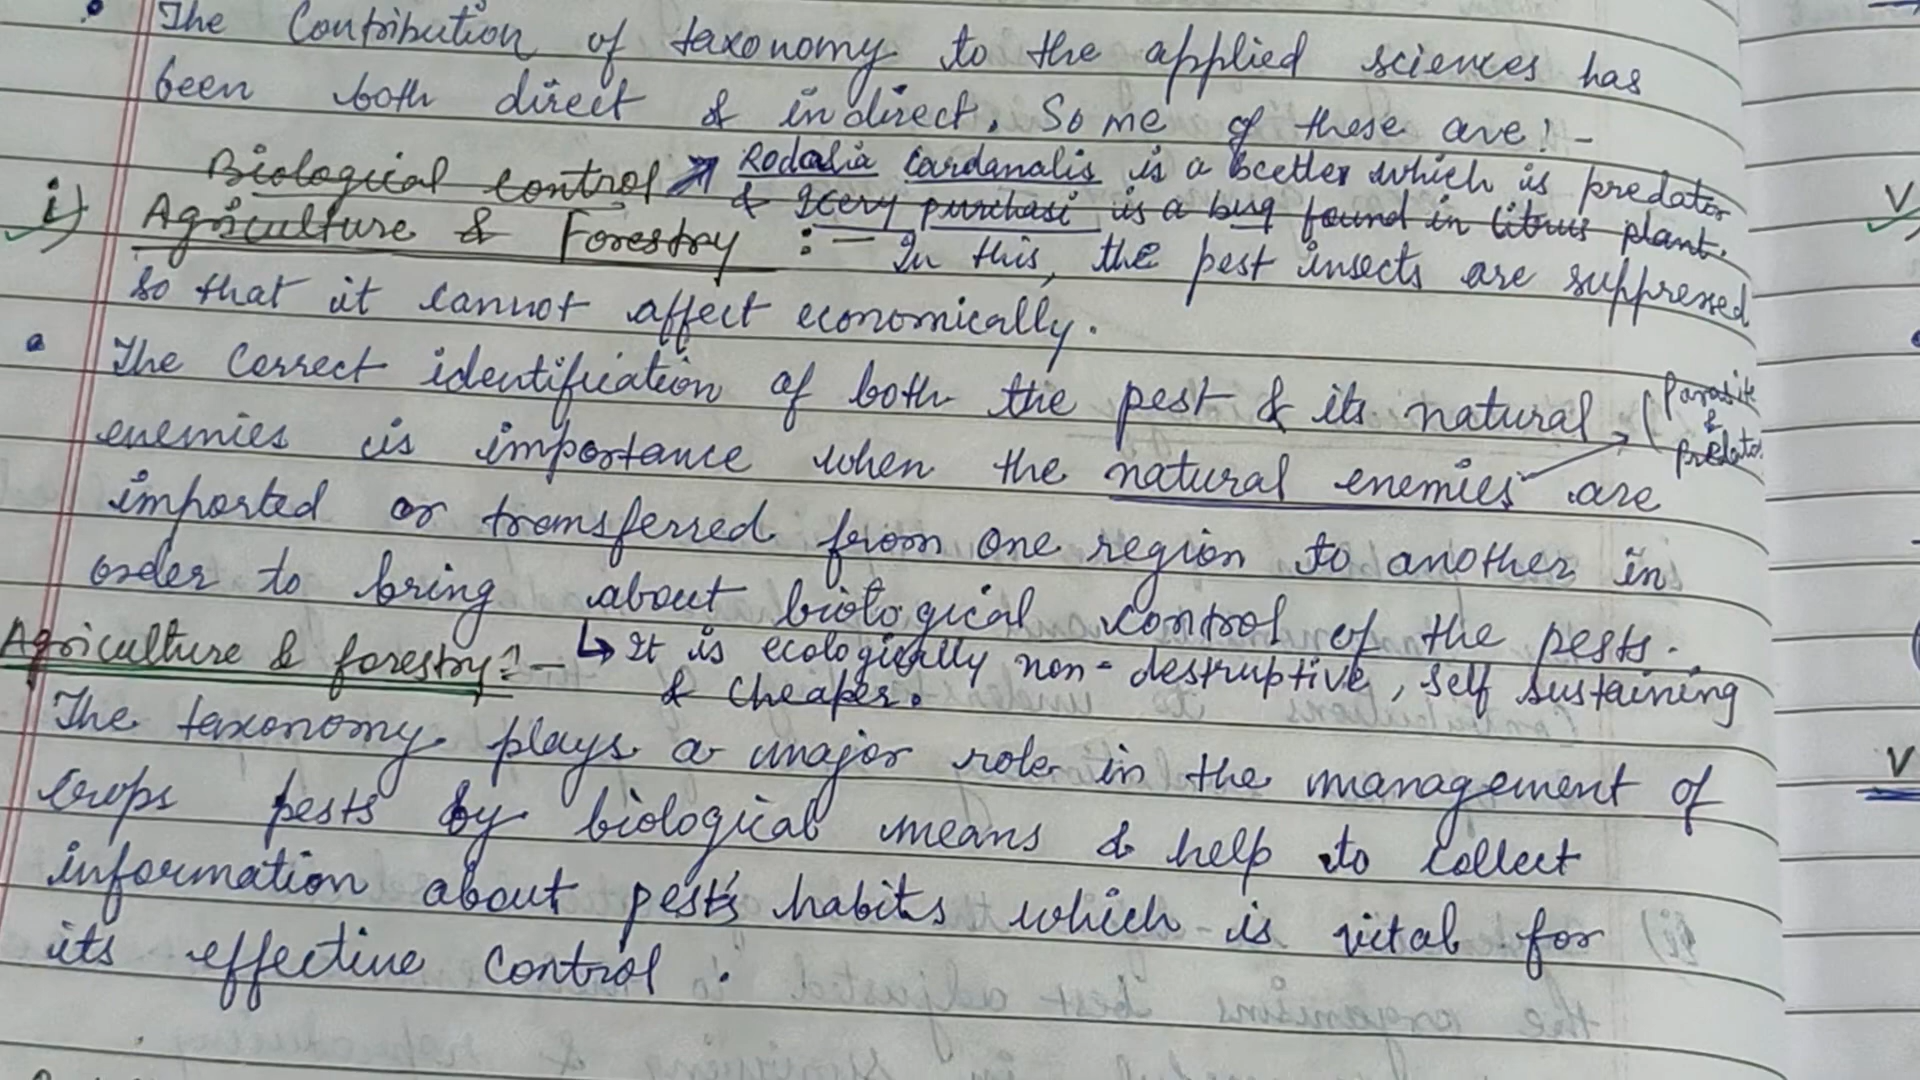 • The Contribution of taxonomy to the applied sciences has
been both direct & indirect. Some of these are! -
Biological control → Rodalia Cardanalis is a beetler which is predator
& Icery purchasi is a bug found in Citrus plant.
i) Agriculture & Forestry :- In this, the pest insects are suppressed
so that it cannot affect economically.
• The Correct identification of both the pest & its natural (Parasite
&
predator
enemies is importance when the natural enemies are
imported or transferred from one region to another in
order to bring about biological control of the pests.
Agriculture & forestry:- ↳ It is ecologically non-destruptive, self sustaining
& Cheaper.
The taxonomy plays a major role in the management of
crops pests by biological means & help to Collect
information about pest's habits which is vital for
its effective control.